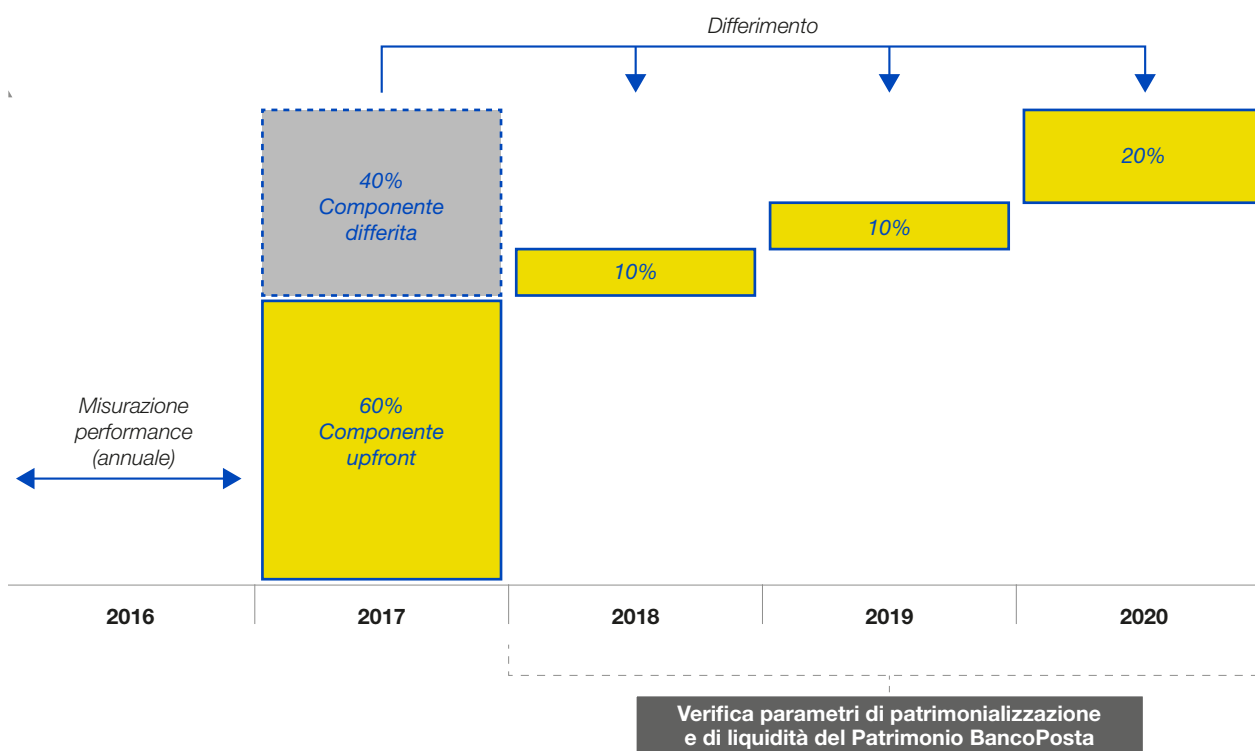 Differimento
40%
Componente
differita
20%
10%
10%
Misurazione
performance
(annuale)
60%
Componente
upfront
2016
2017
2018
2019
2020
Verifica parametri di patrimonializzazione
e di liquidità del Patrimonio BancoPosta